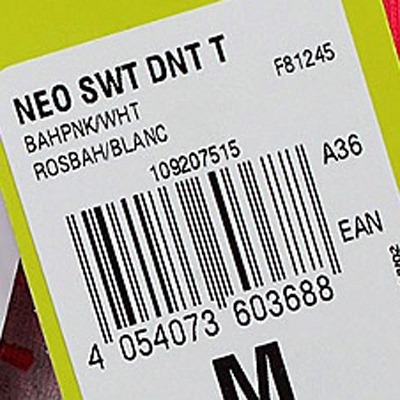 NEO SWT DNT T
F81245
BAHPNK/WHT
ROSBAH/BLANC
109207515
A36
EAN
4 054073 603688
M